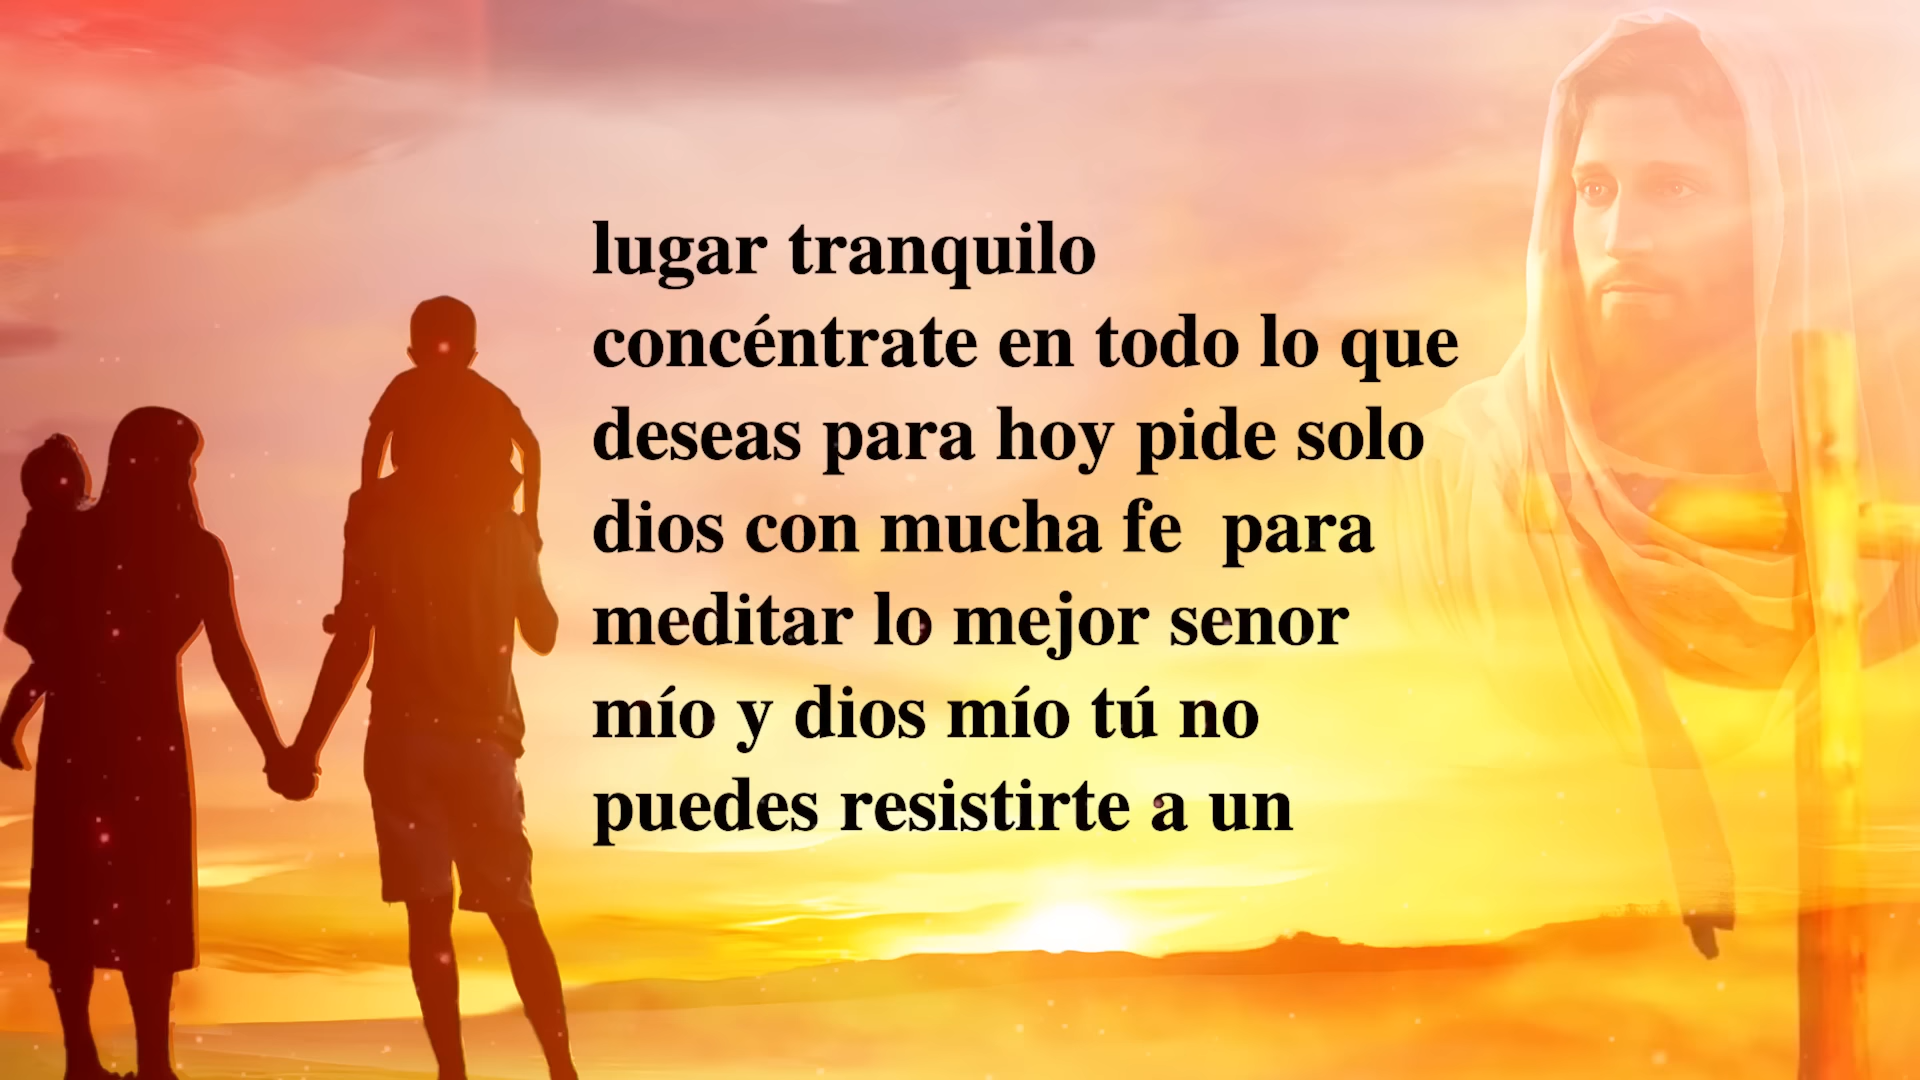 lugar tranquilo
concéntrate en todo lo que
deseas para hoy pide solo
dios con mucha fe  para
meditar lo mejor senor
mío y dios mío tú no
puedes resistirte a un